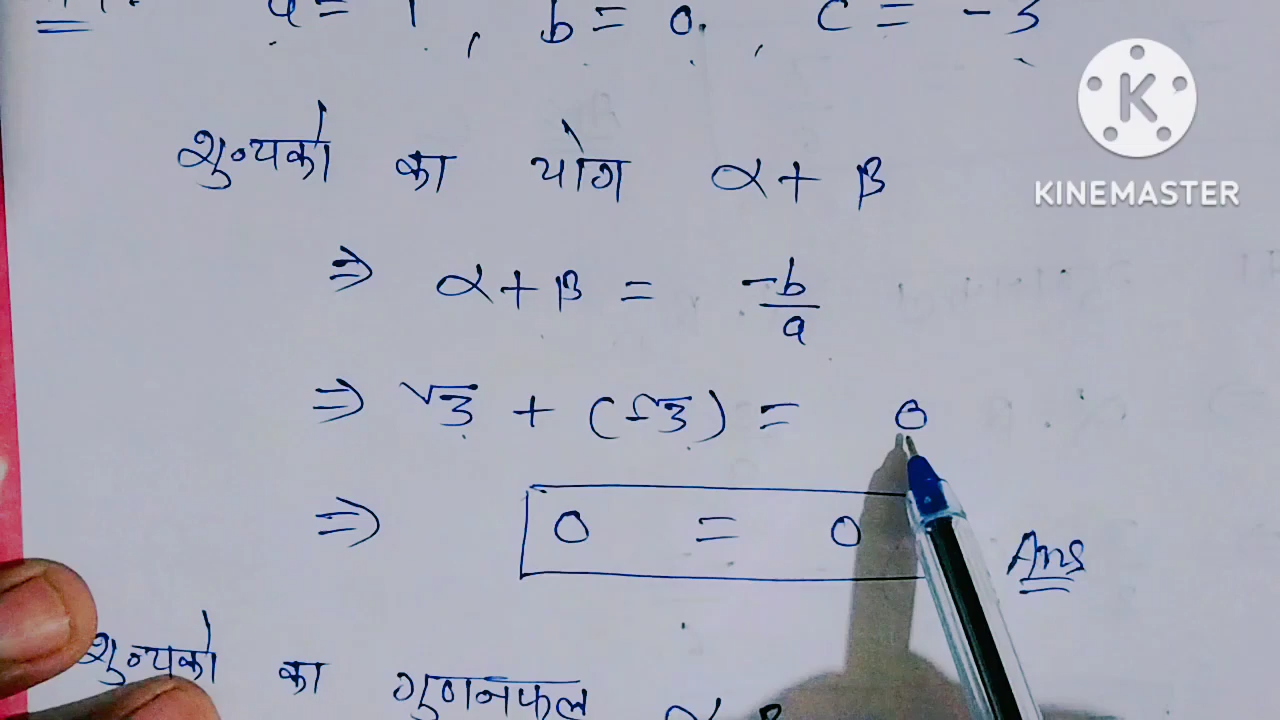 a = 1 , b = 0 , c = -3
शुन्यको का योग α + β
KINEMASTER
⇒ α + β = -b/a
⇒ √3 + (-√3) = 0
⇒ 0 = 0 Ans
शुन्यको का गुणनफल α β